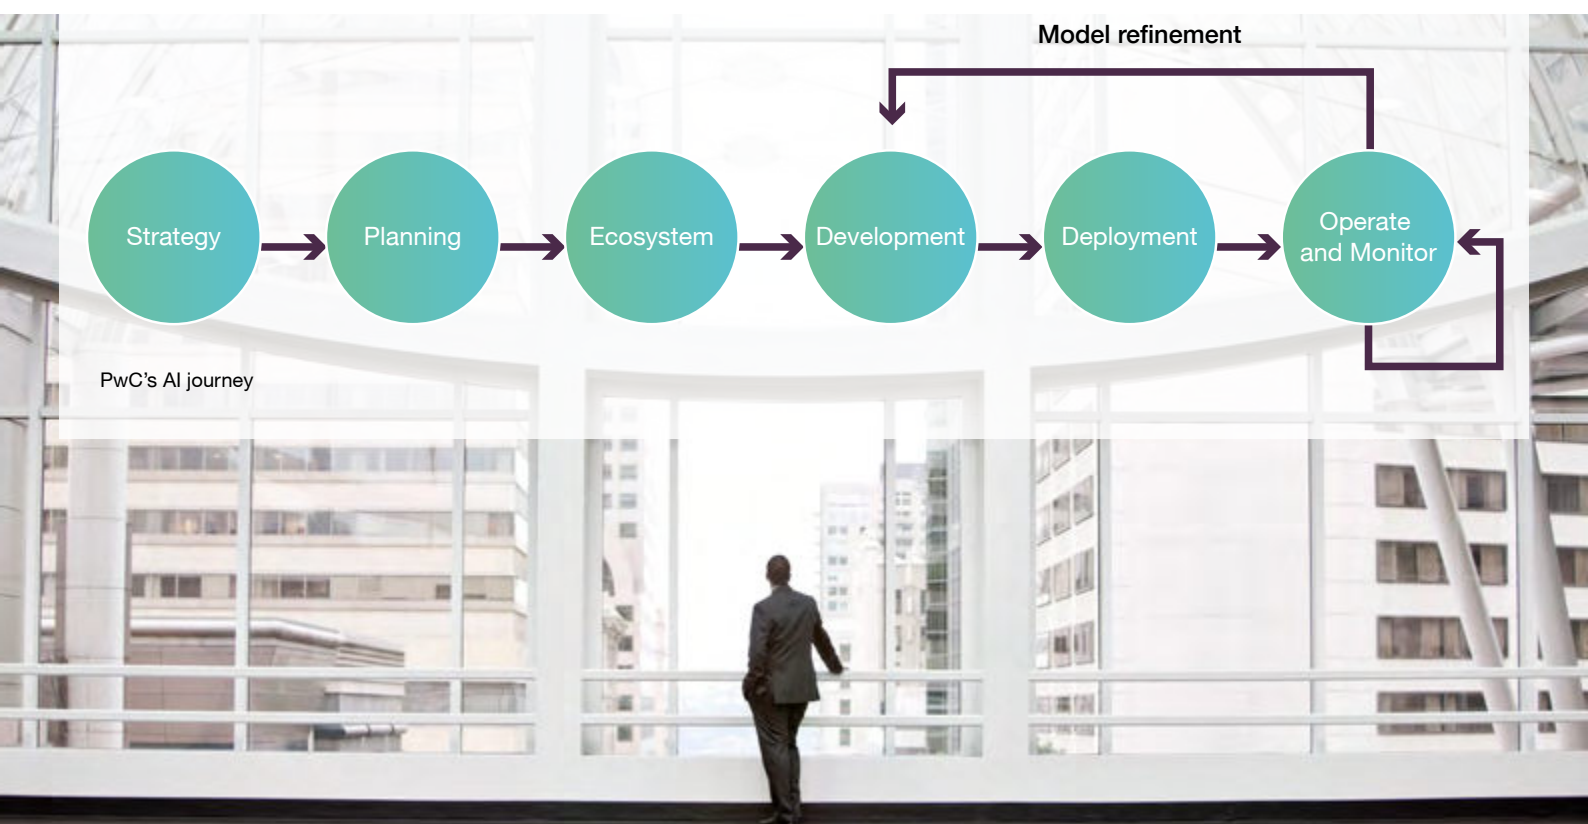 Model refinement
Strategy
Planning
Ecosystem
Development
Deployment
Operate
and Monitor
PwC's AI journey